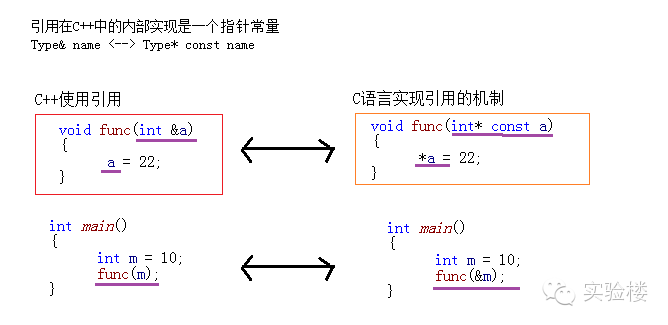 引用在C++中的内部实现是一个指针常量
Type& name <--> Type* const name
C++使用引用
void func(int &a)
{
a = 22;
}
int main()
{
int m = 10;
func(m);
}
C语言实现引用的机制
void func(int* const a)
{
*a = 22;
}
int main()
{
int m = 10;
func(&m);
}
实验楼